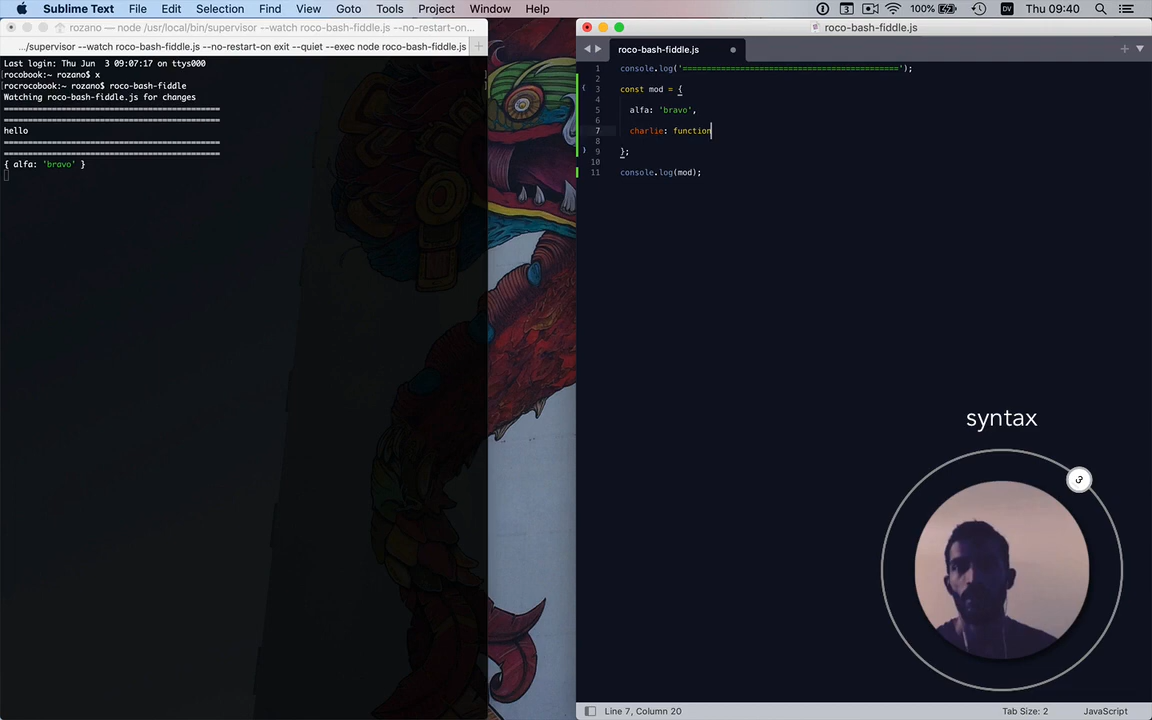 Sublime Text File Edit Selection Find View Goto Tools Project Window Help 3 100% DV Thu 09:40
rozano — node /usr/local/bin/supervisor --watch roco-bash-fiddle.js --no-restart-on...
.../supervisor --watch roco-bash-fiddle.js --no-restart-on exit --quiet --exec node roco-bash-fiddle.js
Last login: Thu Jun  3 09:07:17 on ttys000
[rocobook:~ rozano$ x
[rocrocobook:~ rozano$ roco-bash-fiddle
Watching roco-bash-fiddle.js for changes
=============================================
=============================================
hello
=============================================
=============================================
{ alfa: 'bravo' }
roco-bash-fiddle.js
roco-bash-fiddle.js
1 console.log('=============================================');
2
3 const mod = {
4
5 alfa: 'bravo',
6
7 charlie: function
8
9 };
10
11 console.log(mod);
syntax
Line 7, Column 20 Tab Size: 2 JavaScript